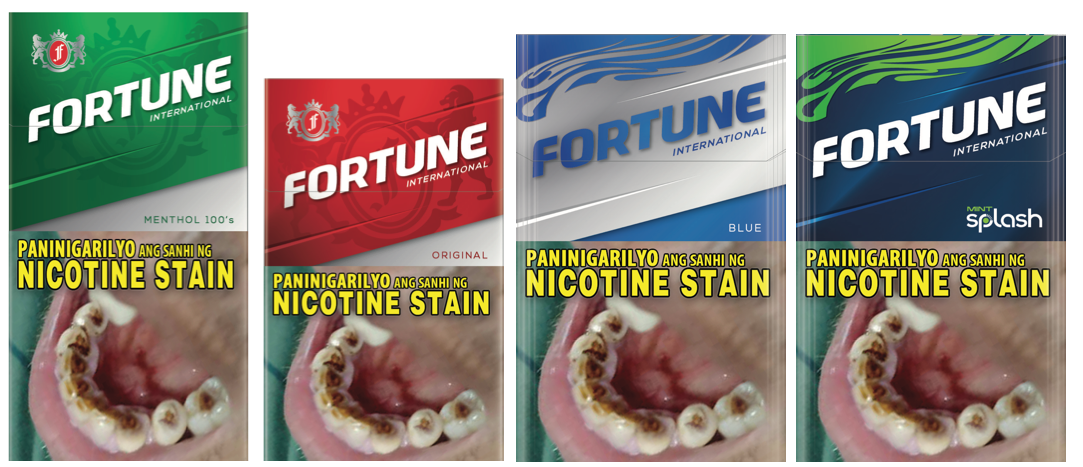 f
FORTUNE
INTERNATIONAL
MENTHOL 100's
PANINIGARILYO ANG SANHI NG
NICOTINE STAIN
f
FORTUNE
INTERNATIONAL
ORIGINAL
PANINIGARILYO ANG SANHI NG
NICOTINE STAIN
FORTUNE
INTERNATIONAL
BLUE
PANINIGARILYO ANG SANHI NG
NICOTINE STAIN
FORTUNE
INTERNATIONAL
MINT
splash
PANINIGARILYO ANG SANHI NG
NICOTINE STAIN